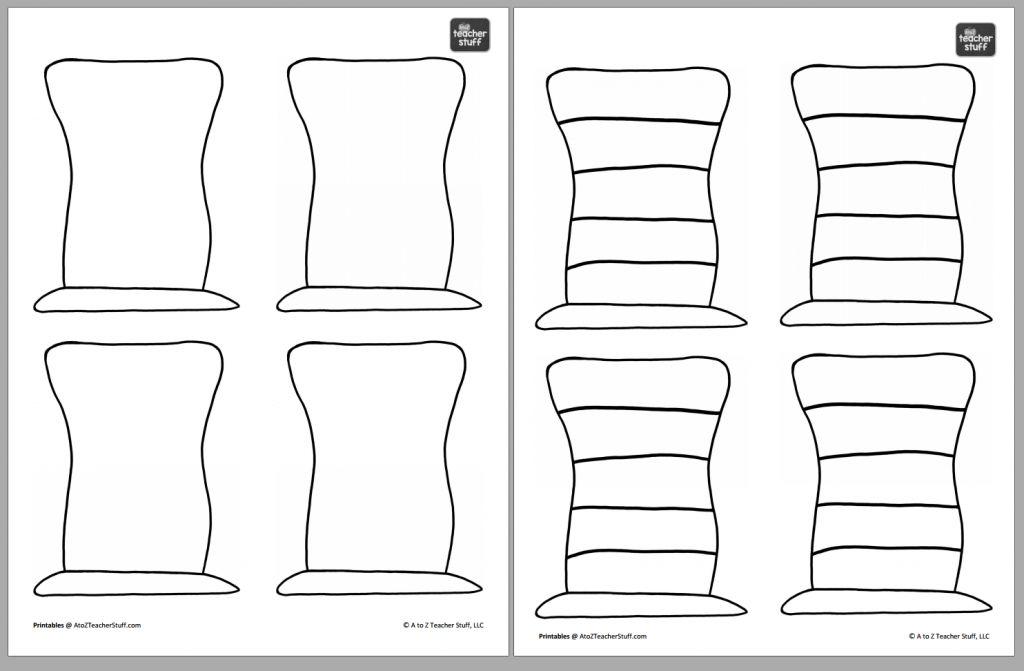 AtoZ
teacher
stuff
Printables @ AtoZTeacherStuff.com
© A to Z Teacher Stuff, LLC
AtoZ
teacher
stuff
Printables @ AtoZTeacherStuff.com
© A to Z Teacher Stuff, LLC